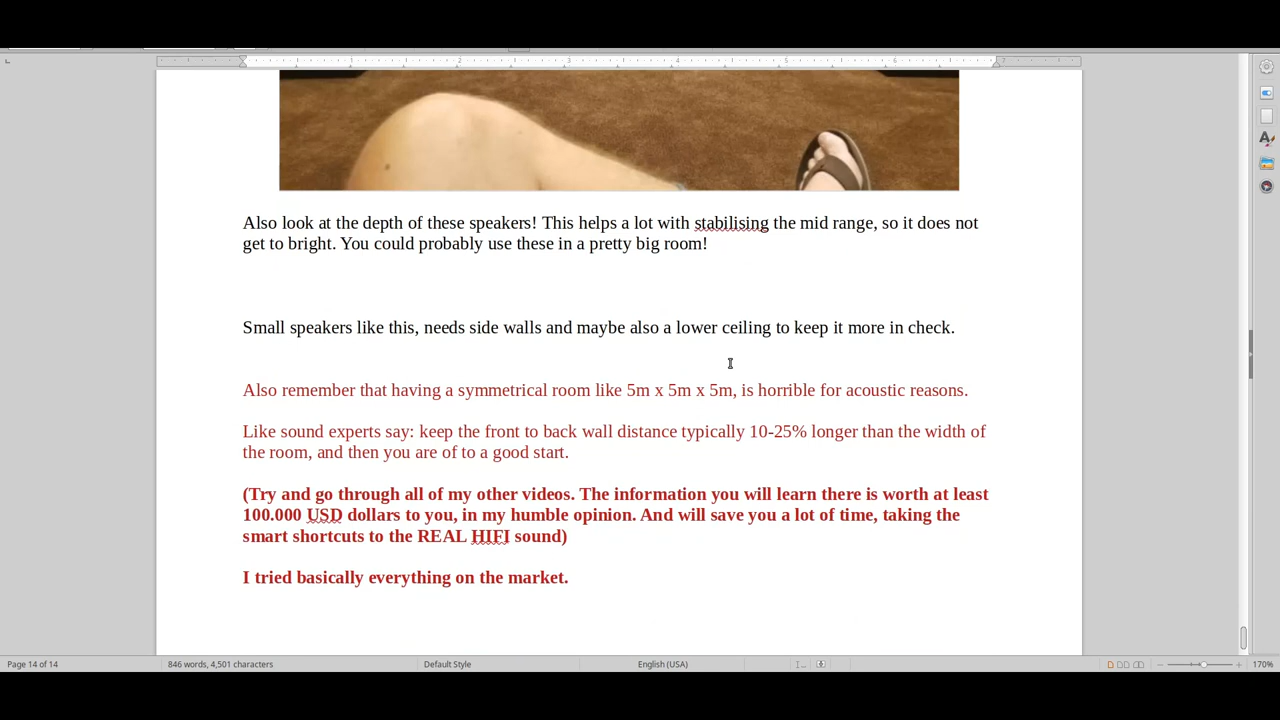 2
3
4
5
6
7
Also look at the depth of these speakers! This helps a lot with stabilising the mid range, so it does not
get to bright. You could probably use these in a pretty big room!
Small speakers like this, needs side walls and maybe also a lower ceiling to keep it more in check.
Also remember that having a symmetrical room like 5m x 5m x 5m, is horrible for acoustic reasons.
Like sound experts say: keep the front to back wall distance typically 10-25% longer than the width of
the room, and then you are of to a good start.
(Try and go through all of my other videos. The information you will learn there is worth at least
100.000 USD dollars to you, in my humble opinion. And will save you a lot of time, taking the
smart shortcuts to the REAL HIFI sound)
I tried basically everything on the market.
Page 14 of 14
846 words, 4,501 characters
Default Style
English (USA)
170%